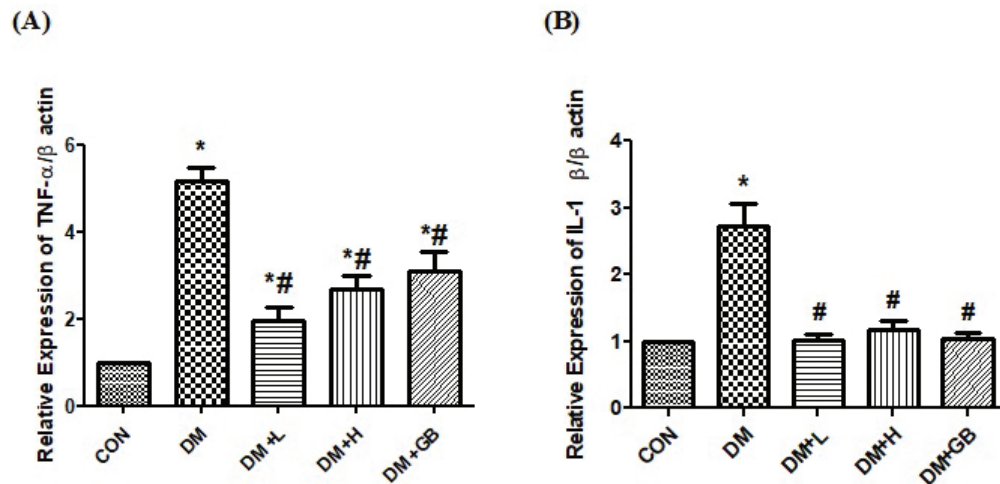 (A)
Relative Expression of TNF-α/β actin
6
4
2
0
*
*#
*#
*#
CON
DM
DM+L
DM+H
DM+GB
(B)
Relative Expression of IL-1 β/β actin
4
3
2
1
0
*
#
#
#
CON
DM
DM+L
DM+H
DM+GB